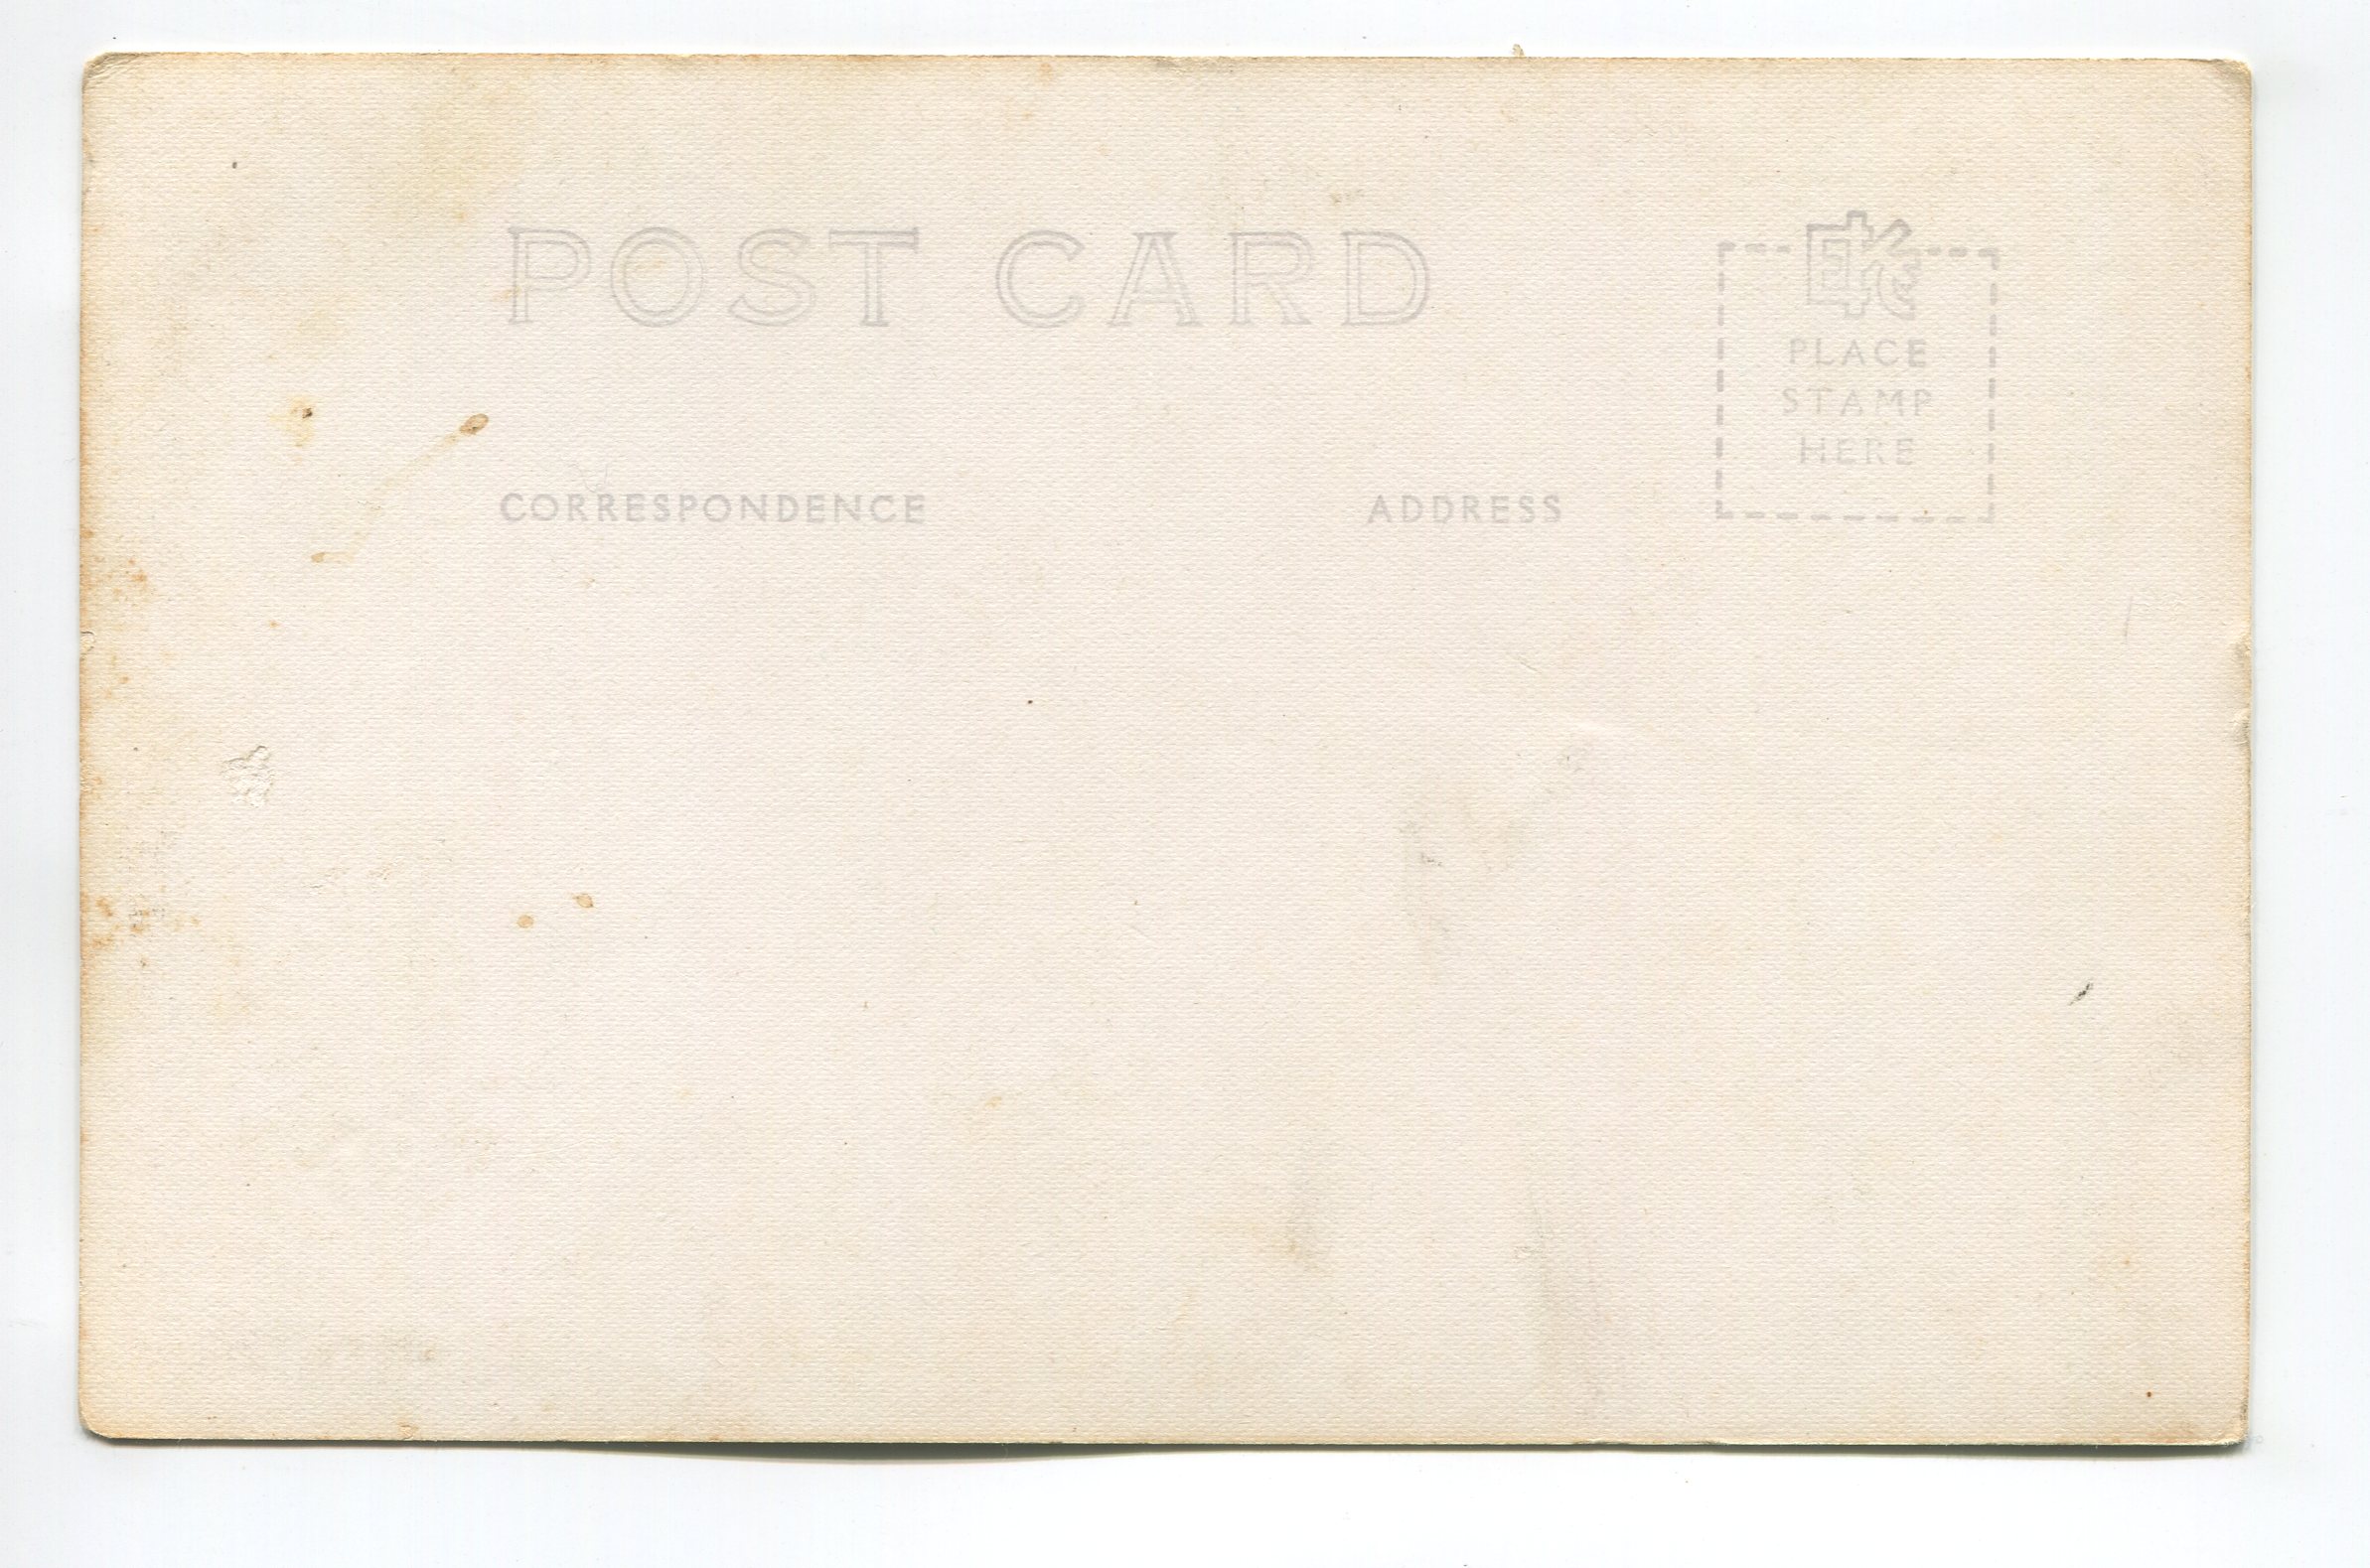 POST CARD
EKC
PLACE
STAMP
HERE
CORRESPONDENCE
ADDRESS